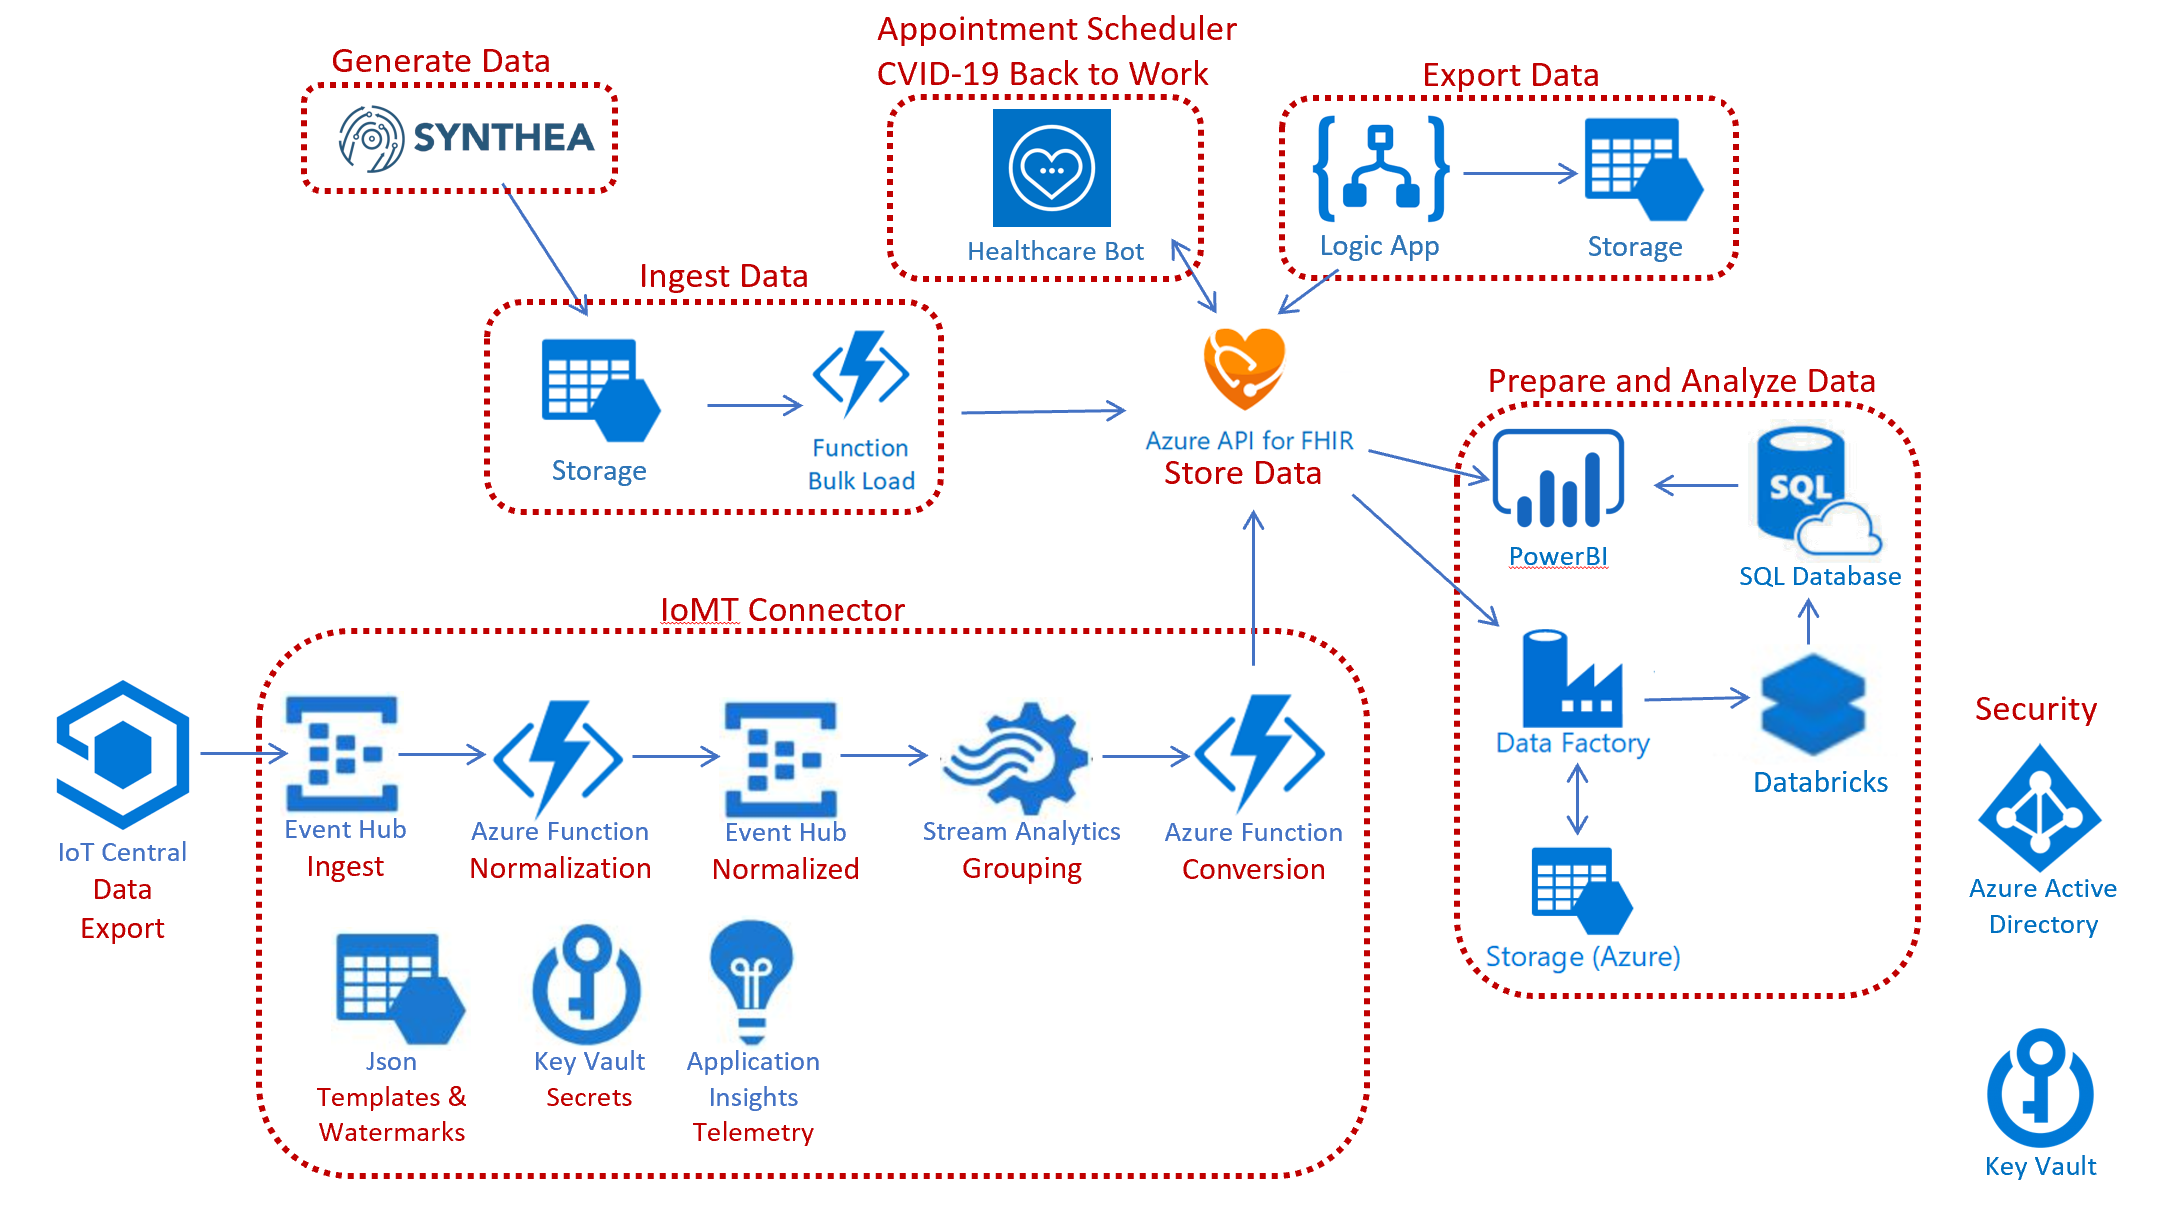 Generate Data
SYNTHEA
Appointment Scheduler
CVID-19 Back to Work
Healthcare Bot
Export Data
Logic App
Storage
Ingest Data
Storage
Function
Bulk Load
Azure API for FHIR
Store Data
Prepare and Analyze Data
PowerBI
SQL
SQL Database
Data Factory
Databricks
Storage (Azure)
IoMT Connector
IoT Central
Data
Export
Event Hub
Ingest
Azure Function
Normalization
Event Hub
Normalized
Stream Analytics
Grouping
Azure Function
Conversion
Json
Templates &
Watermarks
Key Vault
Secrets
Application
Insights
Telemetry
Security
Azure Active
Directory
Key Vault